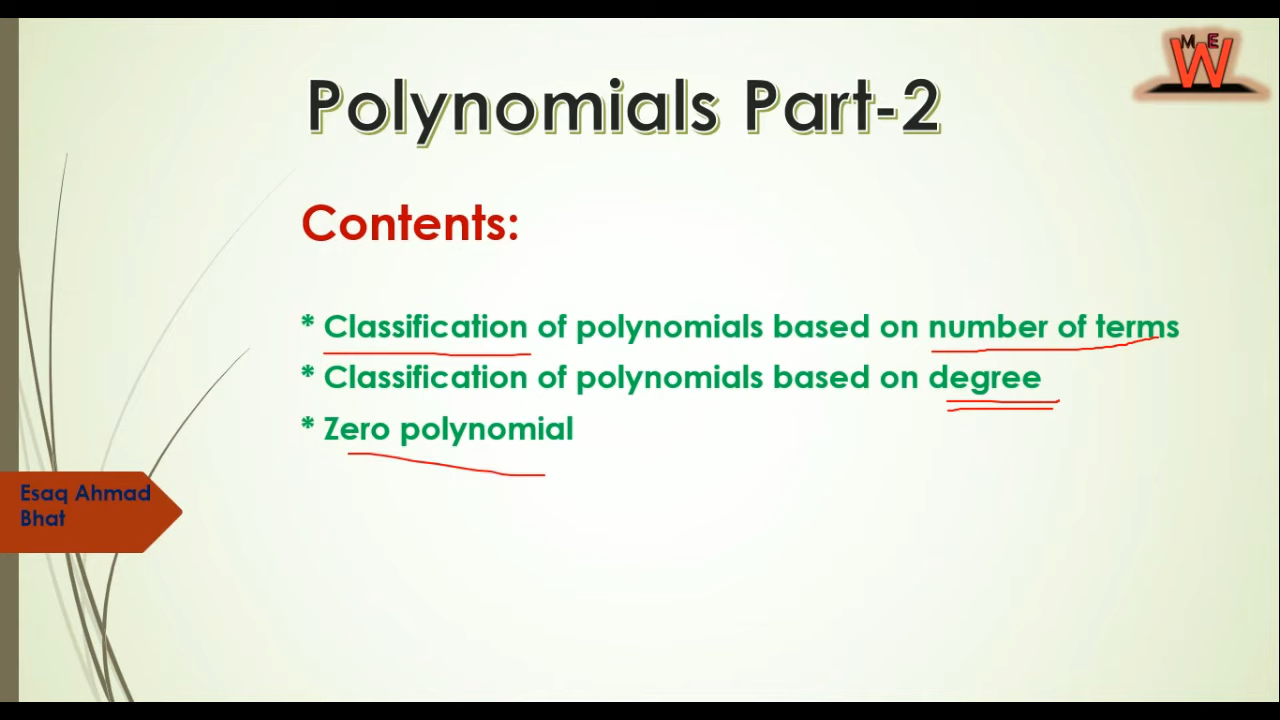 M E
W
Polynomials Part-2
Contents:
* Classification of polynomials based on number of terms
* Classification of polynomials based on degree
* Zero polynomial
Esaq Ahmad
Bhat